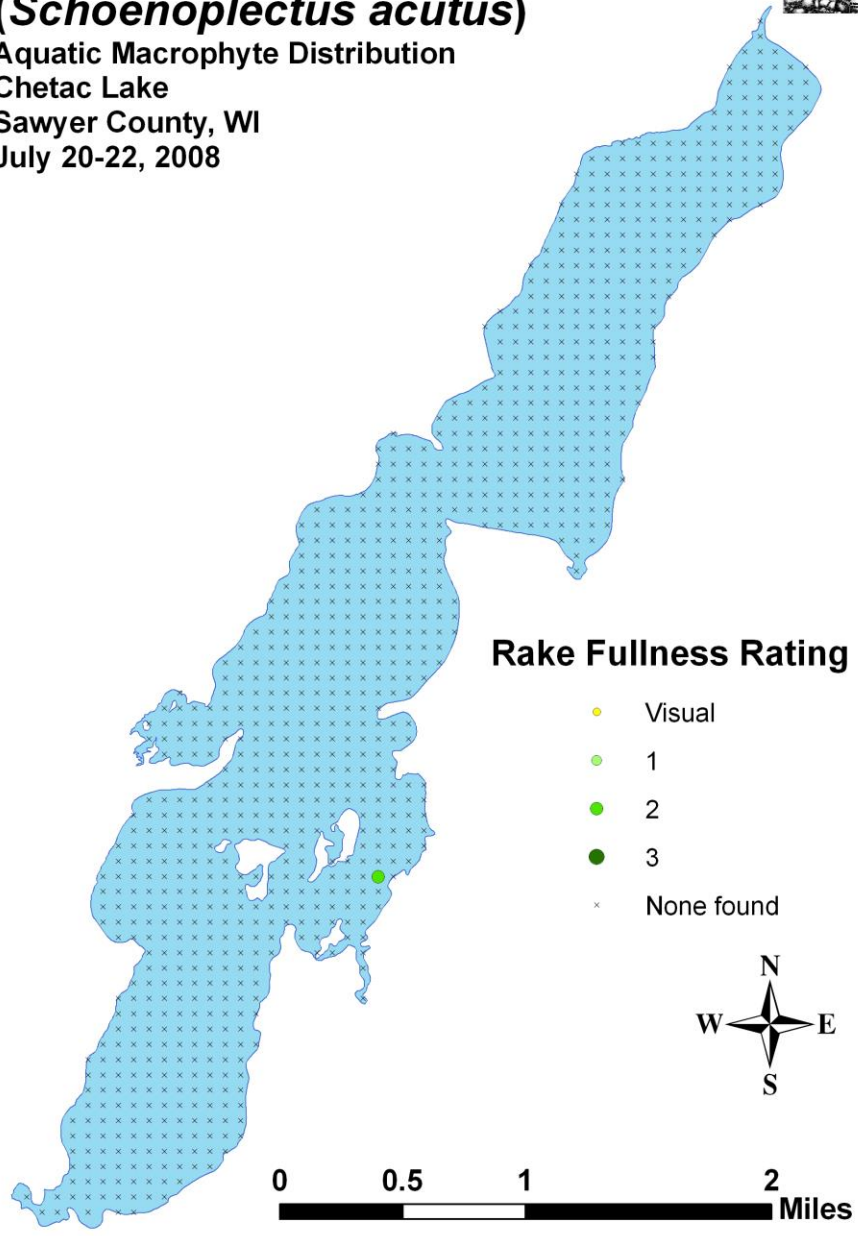 (Schoenoplectus acutus)
Aquatic Macrophyte Distribution
Chetac Lake
Sawyer County, WI
July 20-22, 2008
Rake Fullness Rating
Visual
1
2
3
None found
N
W E
S
0 0.5 1 2
Miles